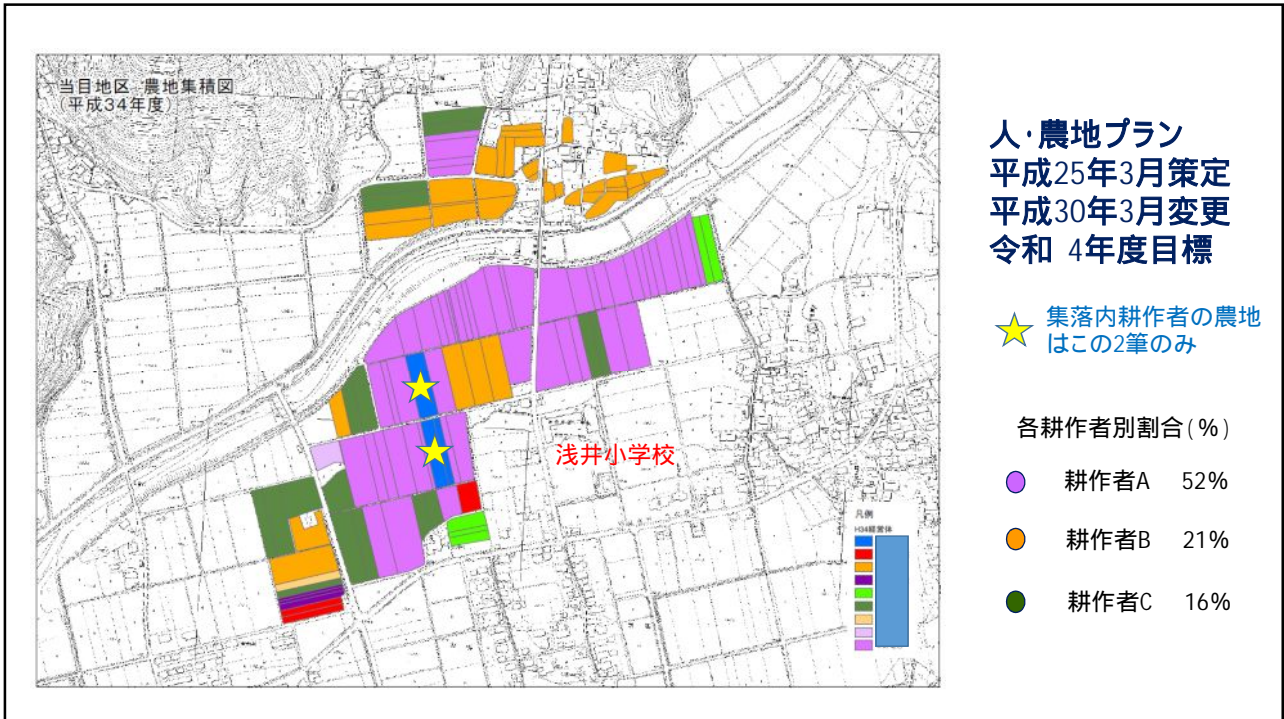 当目地区 農地集積図
(平成34年度)
人・農地プラン
平成25年3月策定
平成30年3月変更
令和 4年度目標
集落内耕作者の農地
はこの2筆のみ
浅井小学校
各耕作者別割合(%)
耕作者A 52%
耕作者B 21%
耕作者C 16%
凡例
H34経営体